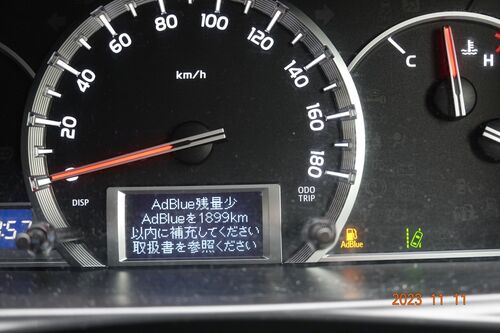 0
20
40
60
80
100
120
140
160
180
km/h
C
H
DISP
ODO
TRIP
AdBlue残量少
AdBlueを1899km
以内に補充してください
取扱書を参照ください
:57
AdBlue
2023 11 11